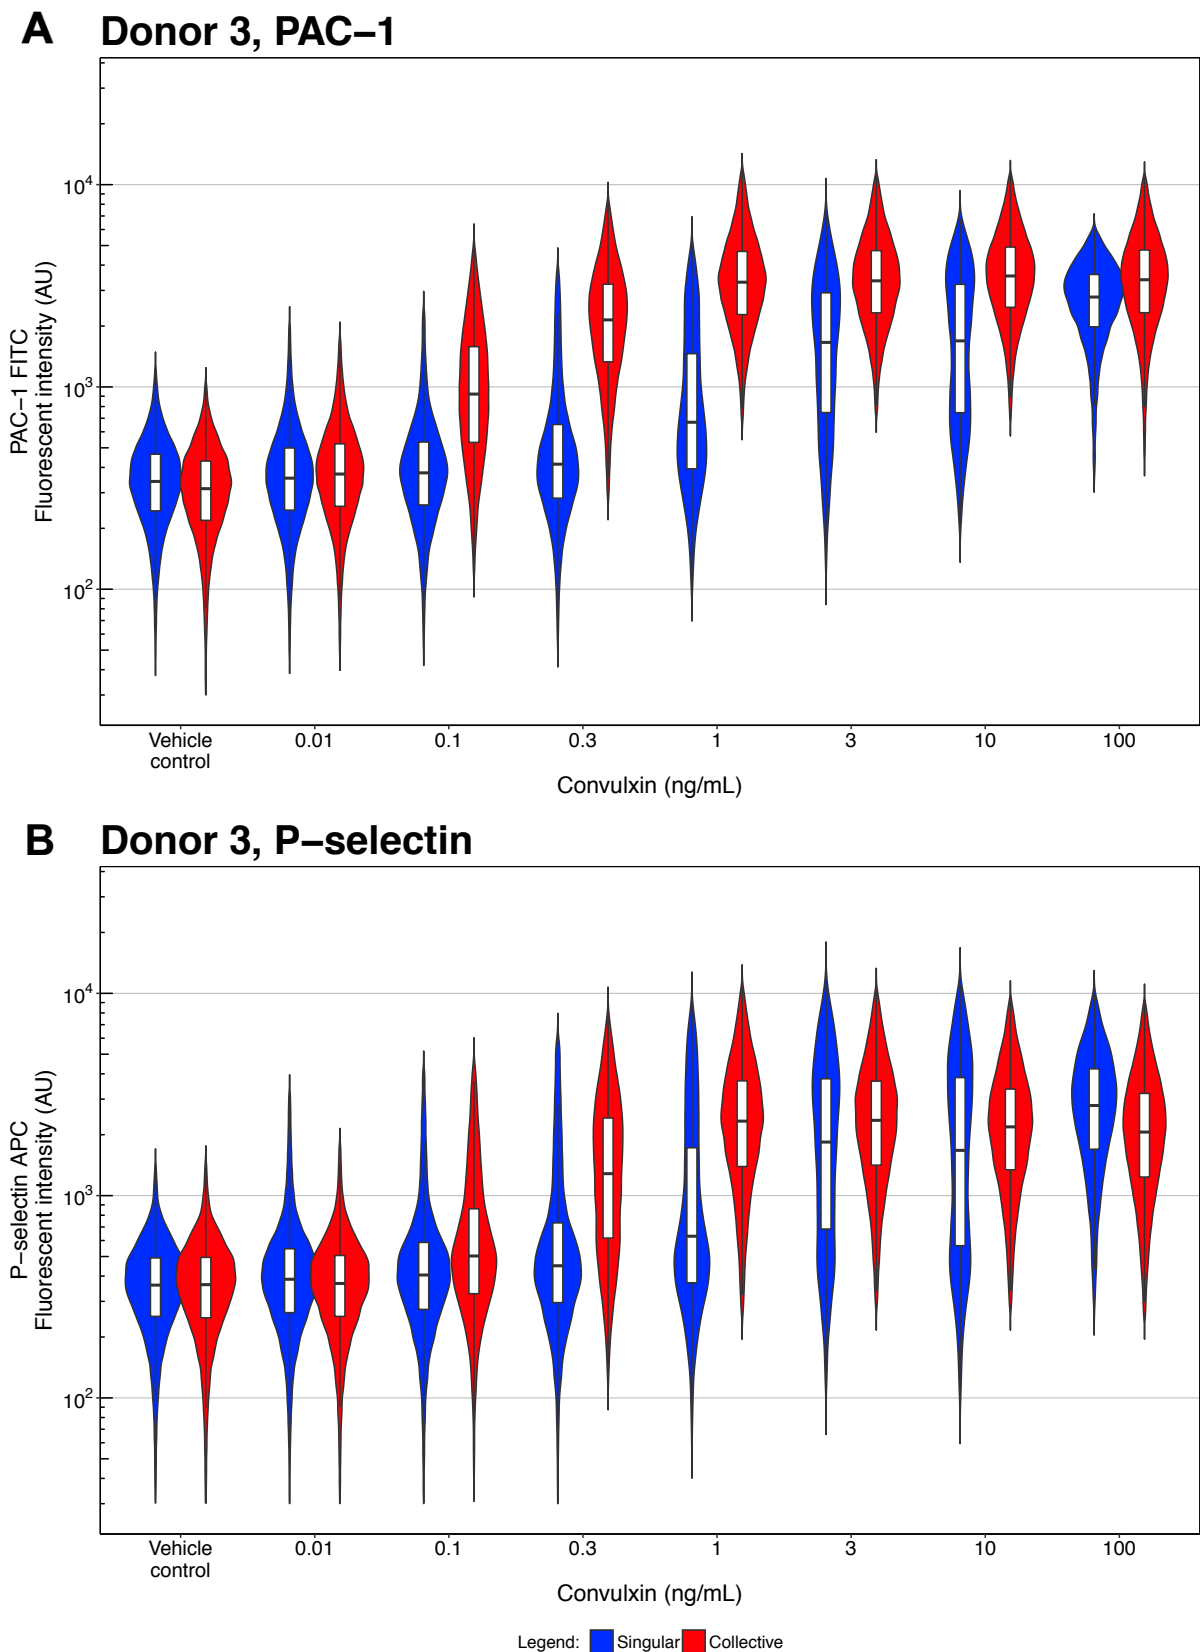 A Donor 3, PAC−1
10⁴
10³
10²
PAC−1 FITC
Fluorescent intensity (AU)
Vehicle control 0.01 0.1 0.3 1 3 10 100
Convulxin (ng/mL)
B Donor 3, P−selectin
10⁴
10³
10²
P−selectin APC
Fluorescent intensity (AU)
Vehicle control 0.01 0.1 0.3 1 3 10 100
Convulxin (ng/mL)
Legend: Singular Collective